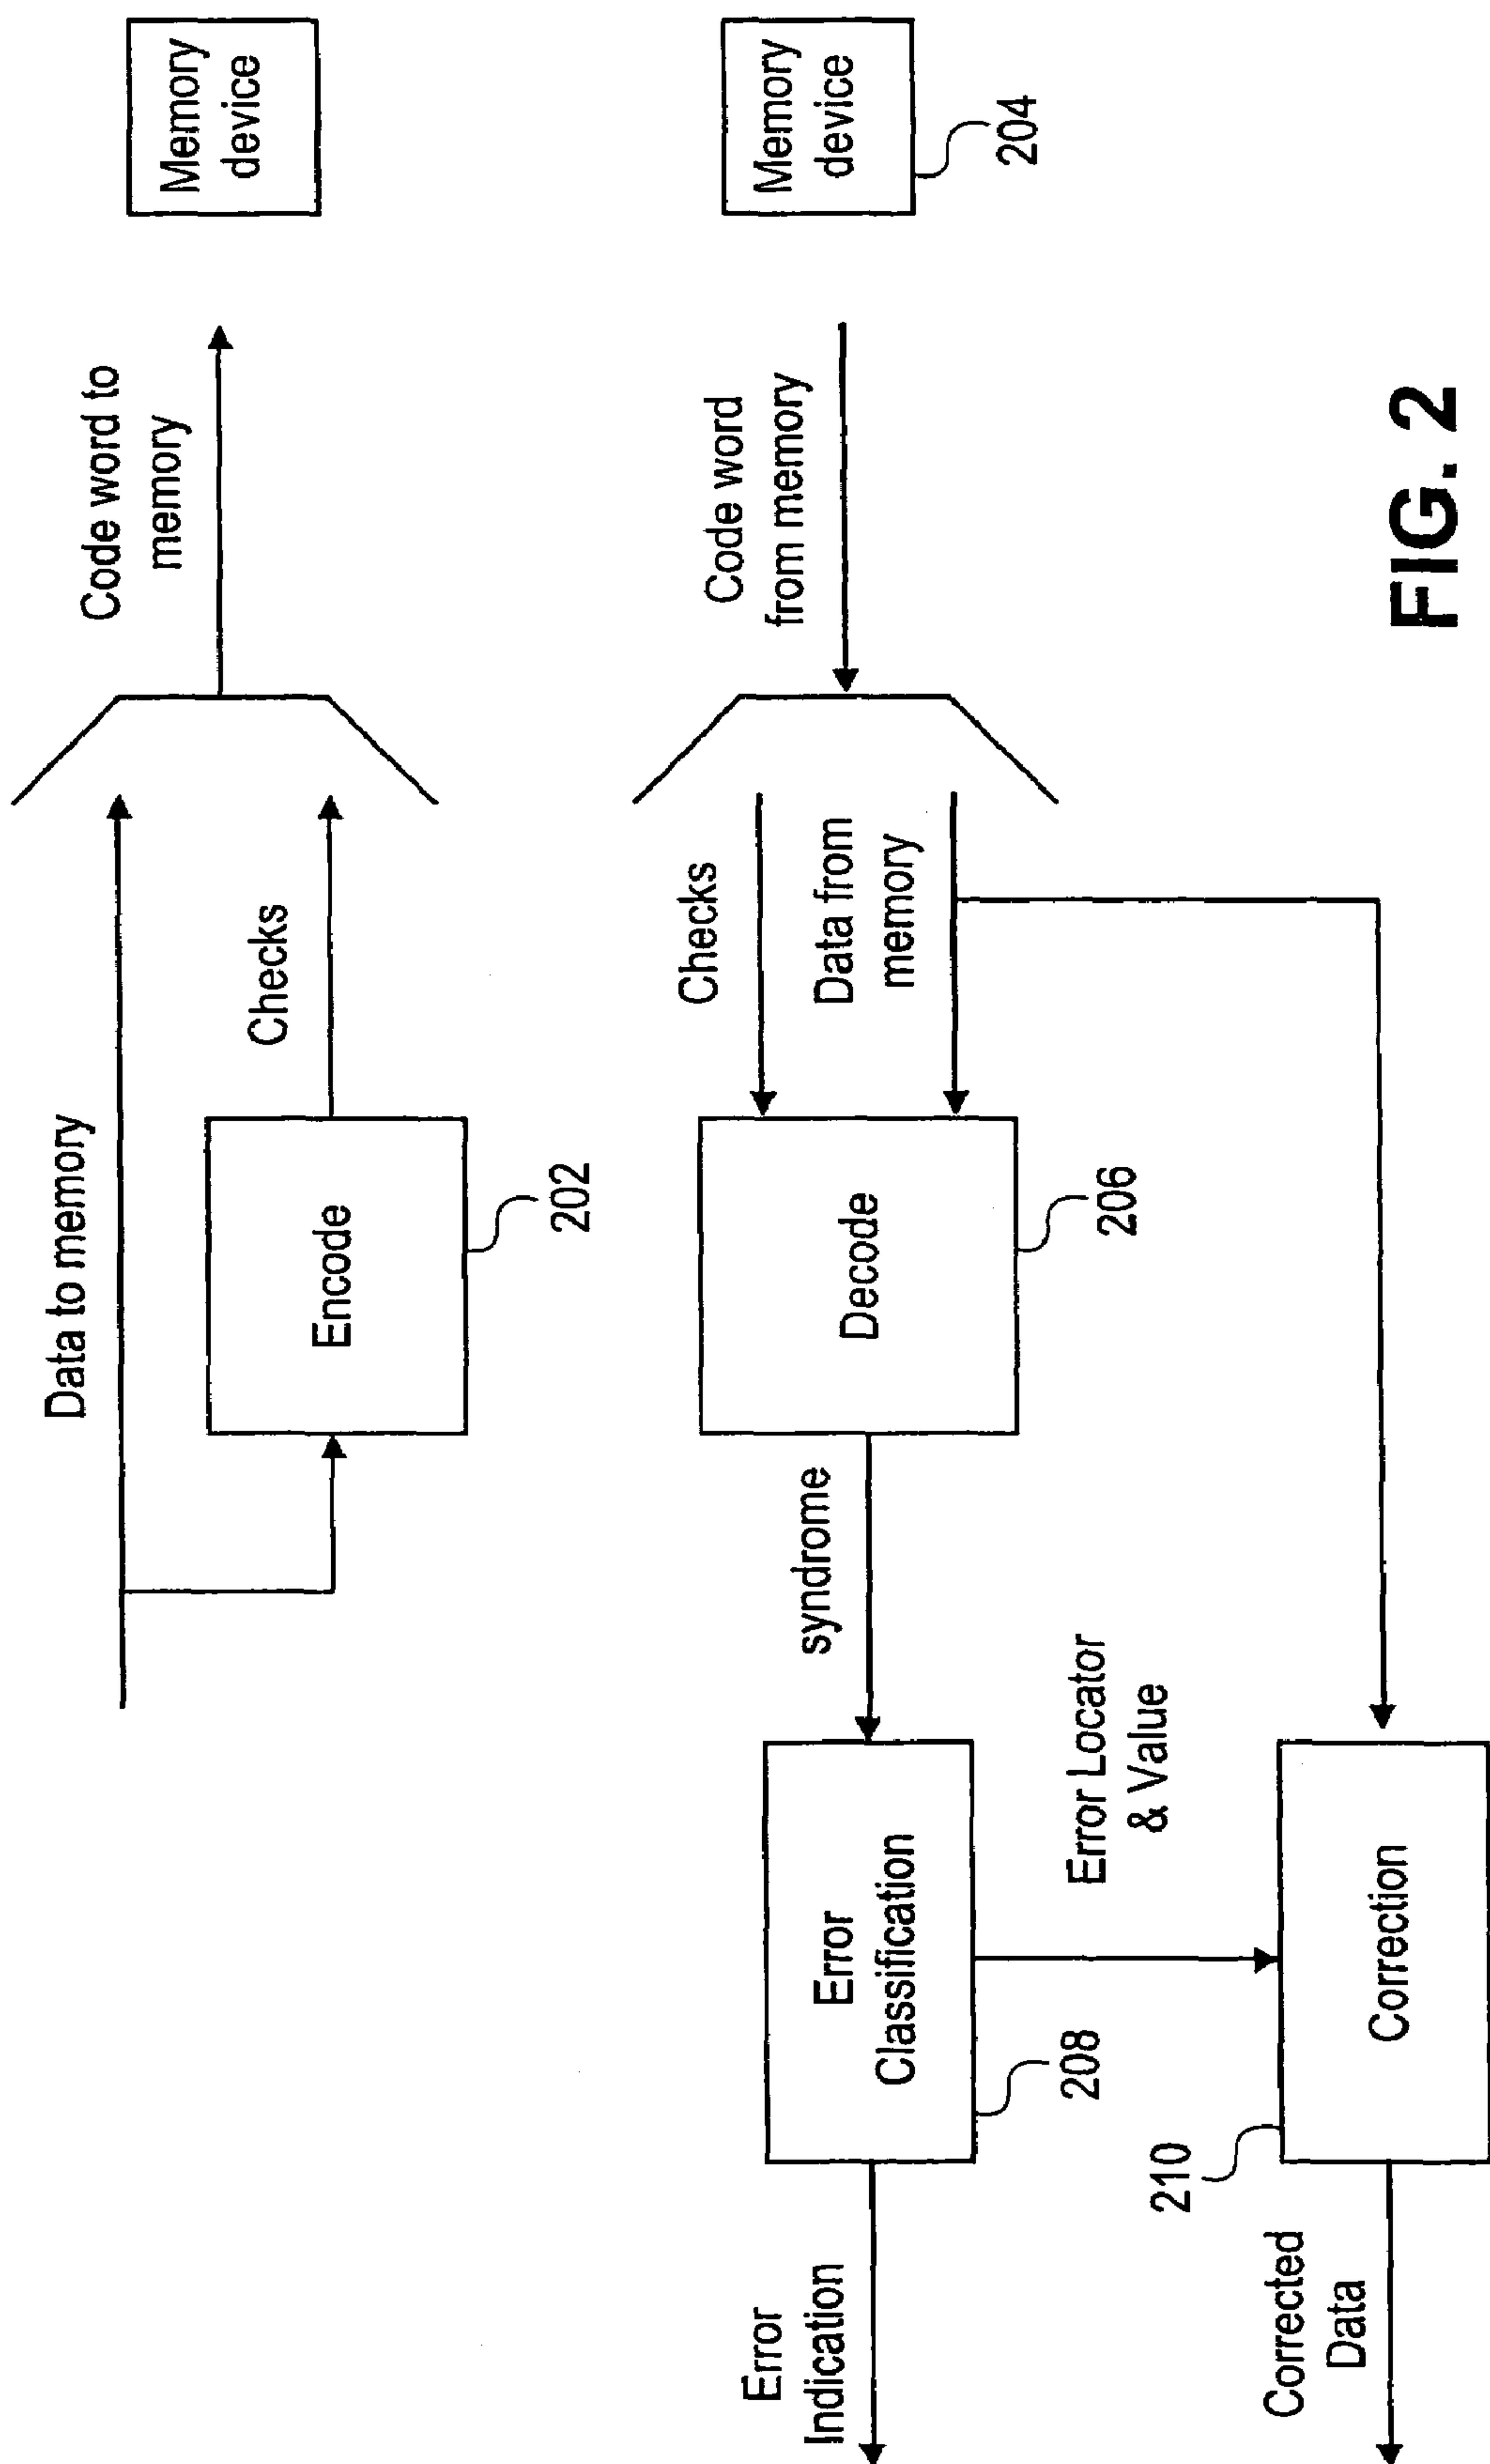 Data to memory
Encode
202
Checks
Code word to
memory
Memory
device
Error
Indication
Error
Classification
208
syndrome
Decode
206
Checks
Data from
memory
Code word
from memory
Memory
device
204
Error Locator
& Value
Corrected
Data
210
Correction
FIG. 2